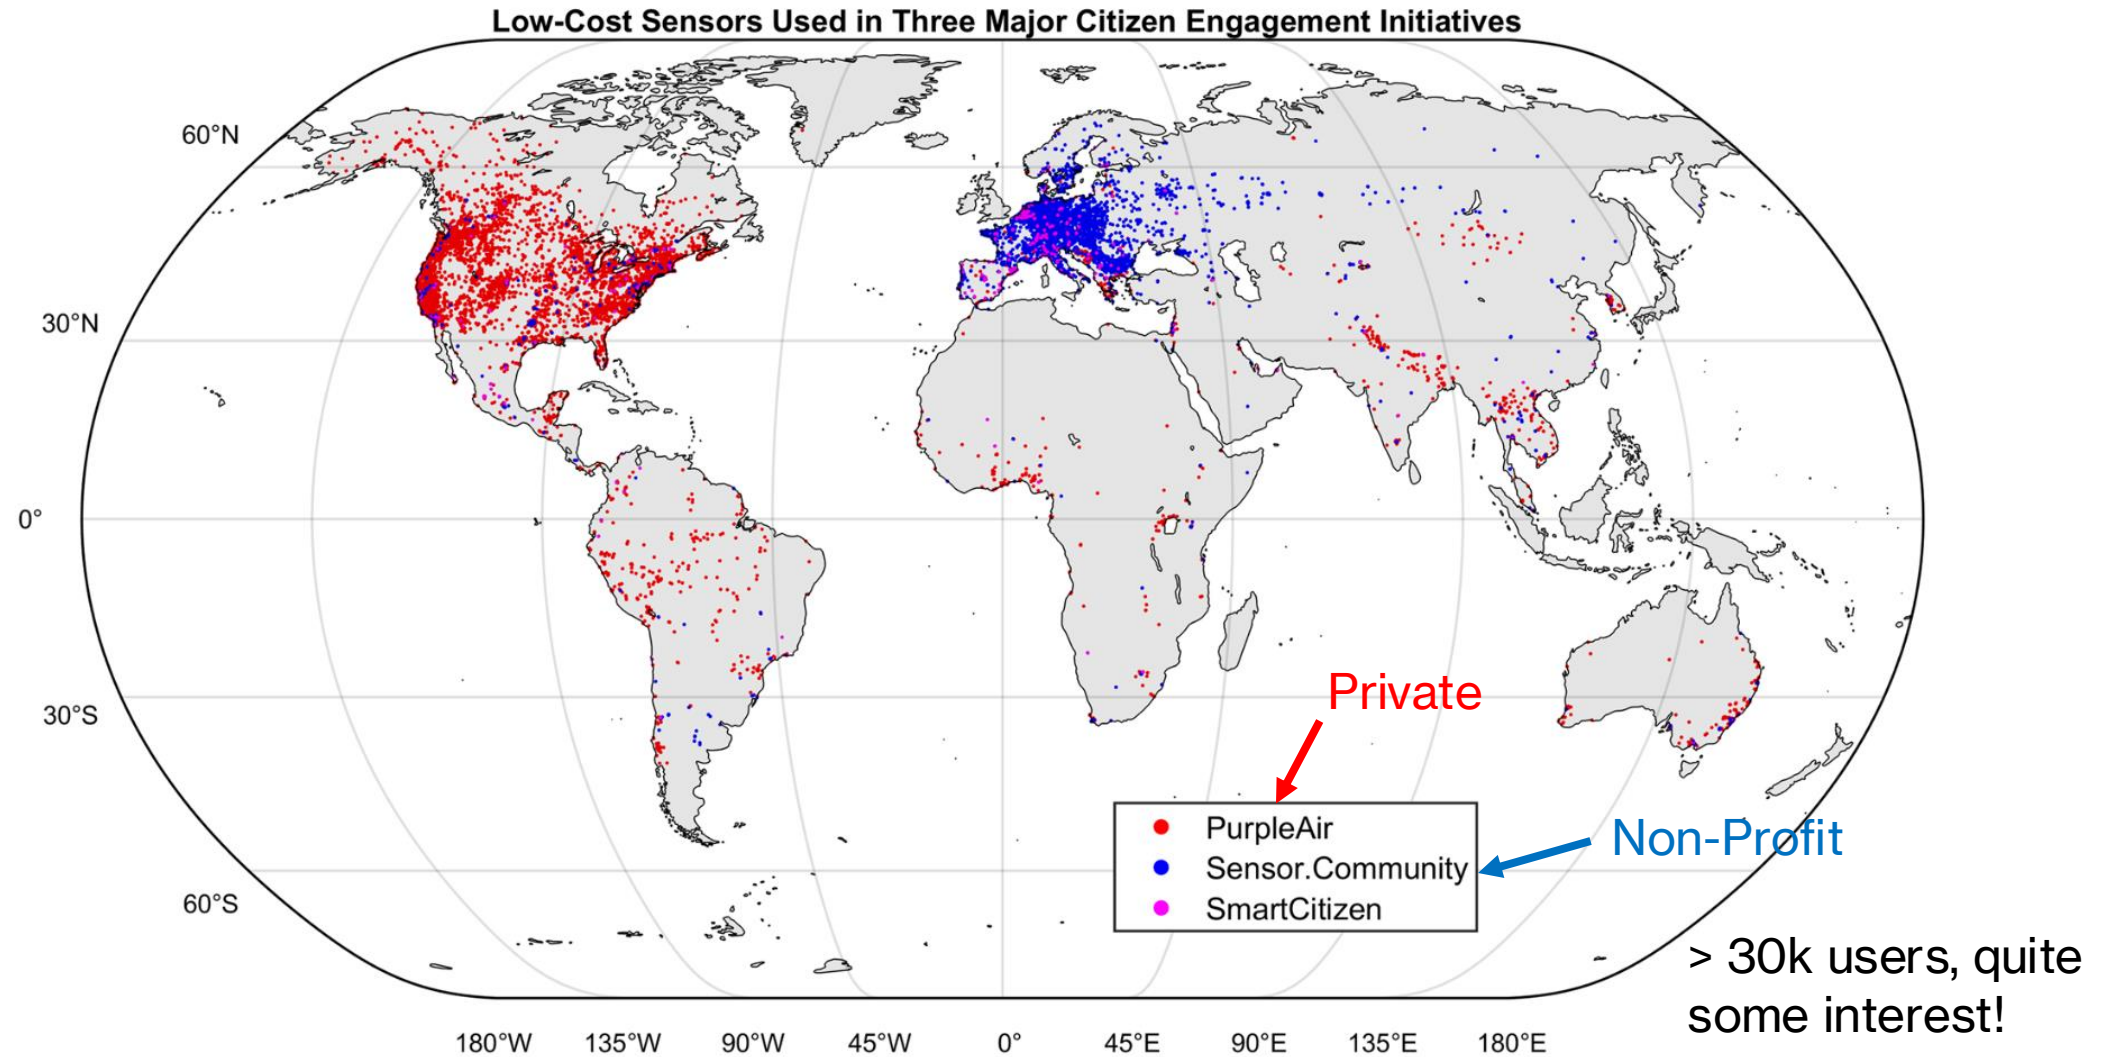 Low-Cost Sensors Used in Three Major Citizen Engagement Initiatives
60°N
30°N
0°
30°S
60°S
Private
PurpleAir
Sensor.Community
SmartCitizen
Non-Profit
> 30k users, quite
some interest!
180°W 135°W 90°W 45°W 0° 45°E 90°E 135°E 180°E